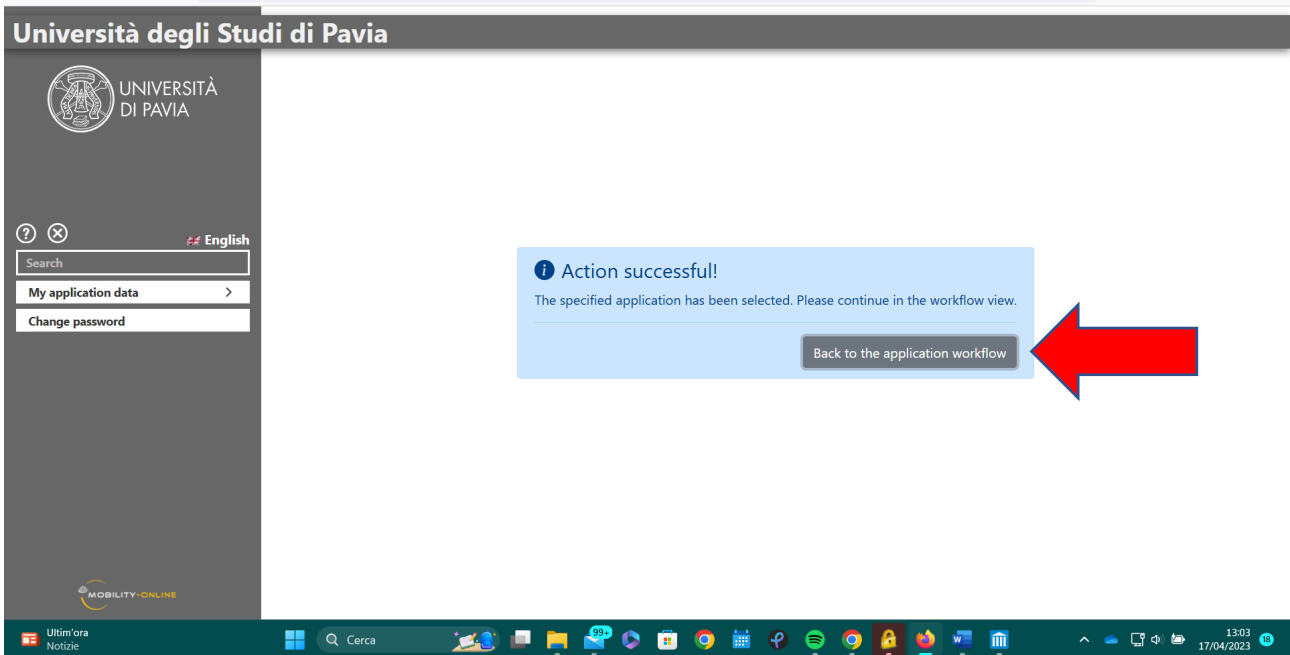 Università degli Studi di Pavia
UNIVERSITÀ
DI PAVIA
English
Search
My application data
Change password
Action successful!
The specified application has been selected. Please continue in the workflow view.
Back to the application workflow
MOBILITY-ONLINE
Ultim'ora
Notizie
Cerca
99+
13:03
17/04/2023
18